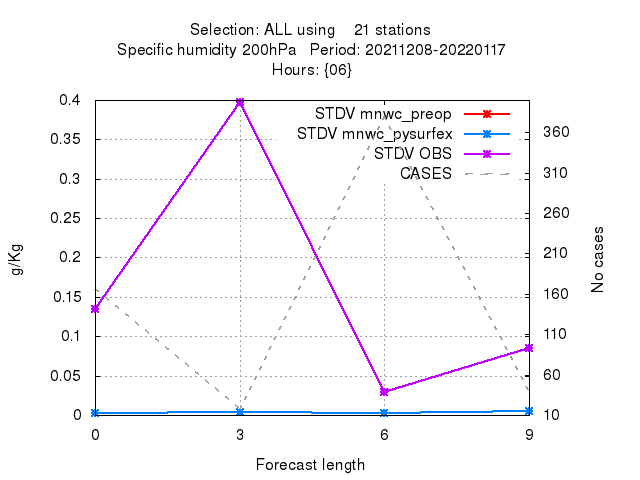 Selection: ALL using    21 stations
Specific humidity 200hPa   Period: 20211208-20220117
Hours: {06}
STDV mnwc_preop
STDV mnwc_pysurfex
STDV OBS
CASES
0.4
0.35
0.3
0.25
0.2
0.15
0.1
0.05
0
g/Kg
360
310
260
210
160
110
60
10
No cases
0 3 6 9
Forecast length